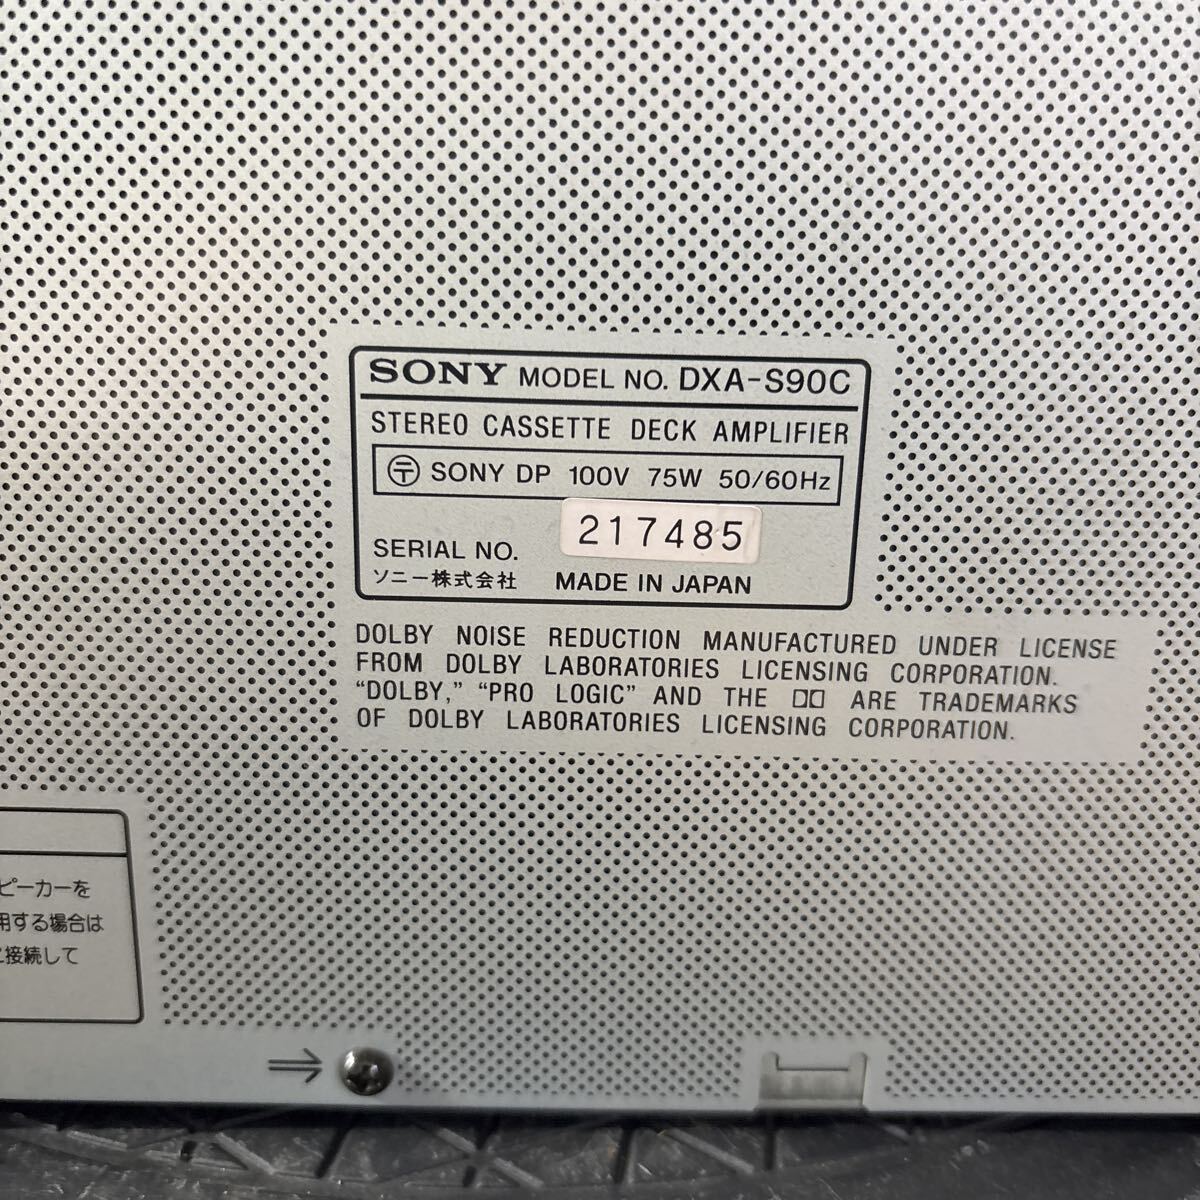 SONY MODEL NO. DXA-S90C
STEREO CASSETTE DECK AMPLIFIER
〒 SONY DP 100V 75W 50/60Hz
SERIAL NO. 217485
ソニー株式会社 MADE IN JAPAN
DOLBY NOISE REDUCTION MANUFACTURED UNDER LICENSE
FROM DOLBY LABORATORIES LICENSING CORPORATION.
“DOLBY,” “PRO LOGIC” AND THE ARE TRADEMARKS
OF DOLBY LABORATORIES LICENSING CORPORATION.
ピーカーを
用する場合は
接続して